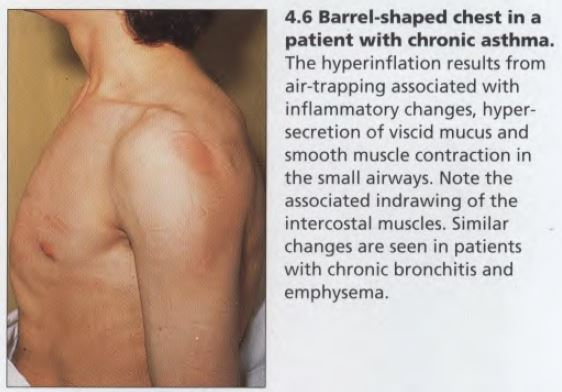 4.6 Barrel-shaped chest in a
patient with chronic asthma.
The hyperinflation results from
air-trapping associated with
inflammatory changes, hyper-
secretion of viscid mucus and
smooth muscle contraction in
the small airways. Note the
associated indrawing of the
intercostal muscles. Similar
changes are seen in patients
with chronic bronchitis and
emphysema.